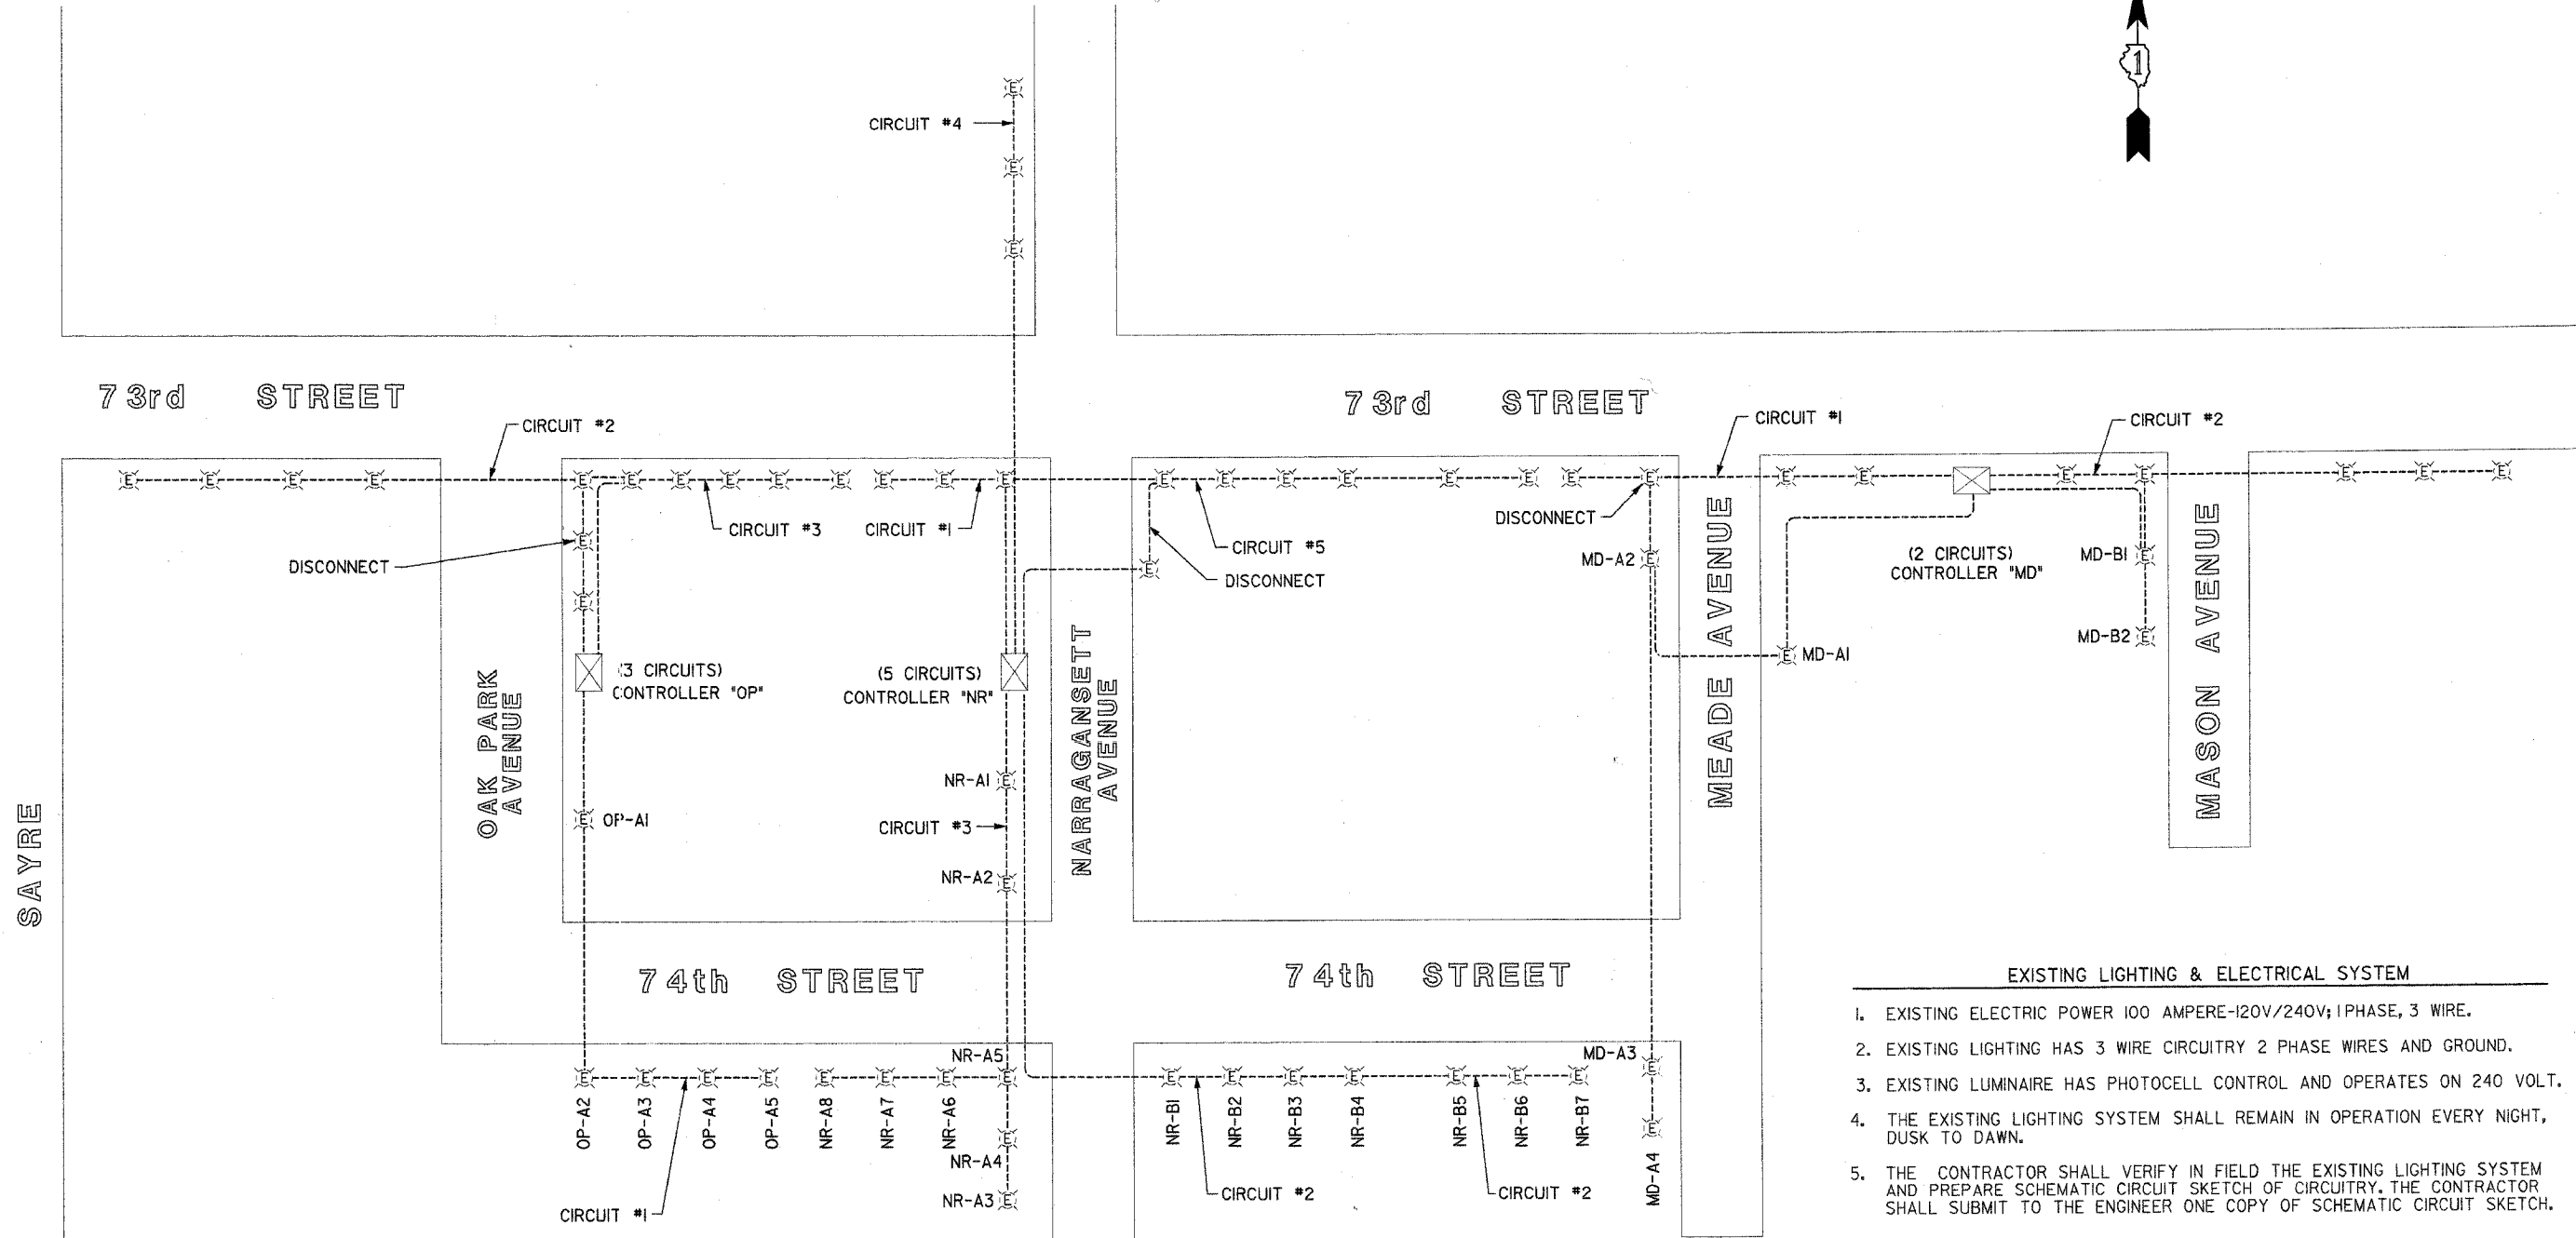 1
CIRCUIT #4
73rd STREET
73rd STREET
CIRCUIT #2
CIRCUIT #1
CIRCUIT #2
E E E E E E E E E E E E E E E E E E E E E E E E E E E E
CIRCUIT #3
CIRCUIT #1
DISCONNECT
CIRCUIT #5
DISCONNECT
DISCONNECT
MD-A2
(2 CIRCUITS)
CONTROLLER "MD"
MD-B1
MD-B2
MD-A1
(3 CIRCUITS)
CONTROLLER "OP"
(5 CIRCUITS)
CONTROLLER "NR"
SAYRE
OAK PARK
AVENUE
NARRAGANSETT
AVENUE
MEADE AVENUE
MASON AVENUE
NR-A1
OP-A1
CIRCUIT #3
NR-A2
74th STREET
74th STREET
NR-A5
MD-A3
OP-A2
OP-A3
OP-A4
OP-A5
NR-A8
NR-A7
NR-A6
NR-A4
NR-A3
NR-B1
NR-B2
NR-B3
NR-B4
NR-B5
NR-B6
NR-B7
MD-A4
CIRCUIT #1
CIRCUIT #2
CIRCUIT #2
EXISTING LIGHTING & ELECTRICAL SYSTEM
1. EXISTING ELECTRIC POWER 100 AMPERE-120V/240V; 1 PHASE, 3 WIRE.
2. EXISTING LIGHTING HAS 3 WIRE CIRCUITRY 2 PHASE WIRES AND GROUND.
3. EXISTING LUMINAIRE HAS PHOTOCELL CONTROL AND OPERATES ON 240 VOLT.
4. THE EXISTING LIGHTING SYSTEM SHALL REMAIN IN OPERATION EVERY NIGHT,
DUSK TO DAWN.
5. THE CONTRACTOR SHALL VERIFY IN FIELD THE EXISTING LIGHTING SYSTEM
AND PREPARE SCHEMATIC CIRCUIT SKETCH OF CIRCUITRY. THE CONTRACTOR
SHALL SUBMIT TO THE ENGINEER ONE COPY OF SCHEMATIC CIRCUIT SKETCH.